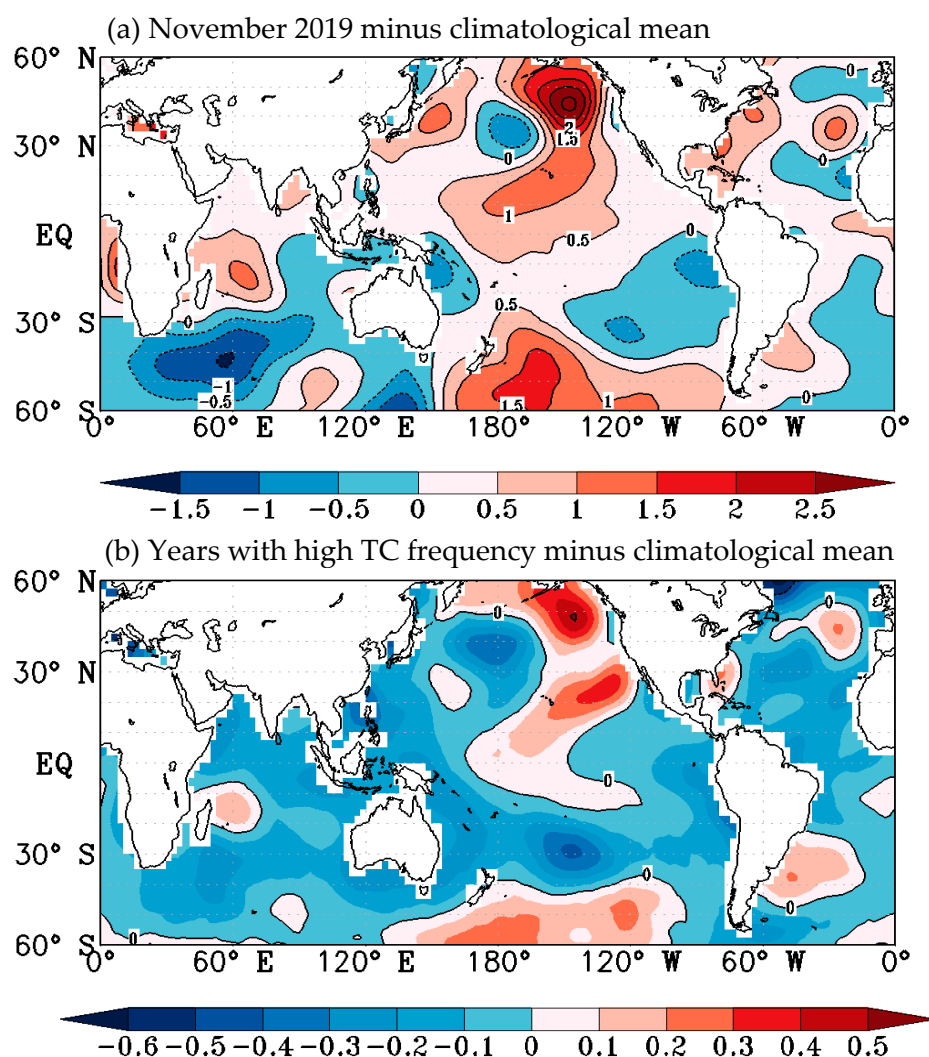 (a) November 2019 minus climatological mean
60° N
30° N
EQ
30° S
60° S
0
0
2
1.5
0
0
1
0.5
0
0
0.5
-1
-0.5
1.5
1
0
0° 60° E 120° E 180° 120° W 60° W 0°
-1.5 -1 -0.5 0 0.5 1 1.5 2 2.5
(b) Years with high TC frequency minus climatological mean
60° N
30° N
EQ
30° S
60° S
0
0
0
0
0
0
0
0° 60° E 120° E 180° 120° W 60° W 0°
-0.6 -0.5 -0.4 -0.3 -0.2 -0.1 0 0.1 0.2 0.3 0.4 0.5